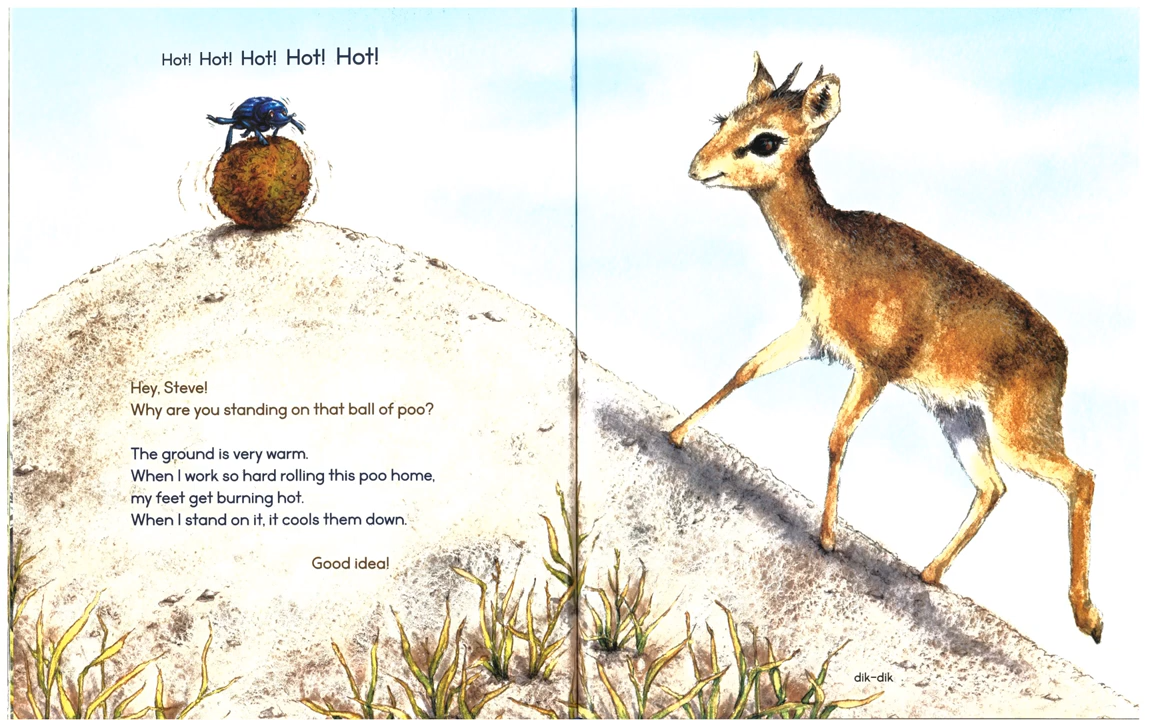 Hot! Hot! Hot! Hot! Hot!
Hey, Steve!
Why are you standing on that ball of poo?
The ground is very warm.
When I work so hard rolling this poo home,
my feet get burning hot.
When I stand on it, it cools them down.
Good idea!
dik-dik